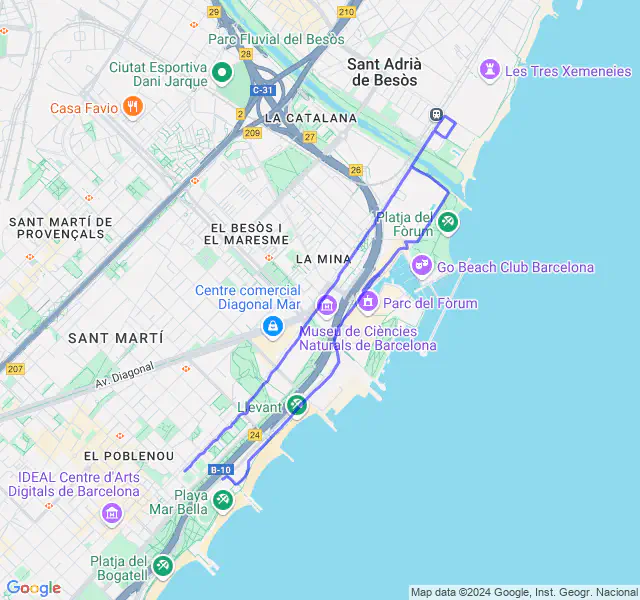 209
210
28
Parc Fluvial del Besòs
Sant Adrià
de Besòs
Ciutat Esportiva
Dani Jarque
Les Tres Xemeneies
C-31
Casa Favio
2
LA CATALANA
209
27
26
SANT MARTÍ DE
PROVENÇALS
EL BESÒS I
EL MARESME
Platja del
Fòrum
LA MINA
Go Beach Club Barcelona
Centre comercial
Diagonal Mar
Parc del Fòrum
Museu de Ciències
Naturals de Barcelona
SANT MARTÍ
207
Av. Diagonal
Llevant
24
EL POBLENOU
B-10
IDEAL Centre d'Arts
Digitals de Barcelona
Playa
Mar Bella
Platja del
Bogatell
Google
Map data ©2024 Google, Inst. Geogr. Nacional